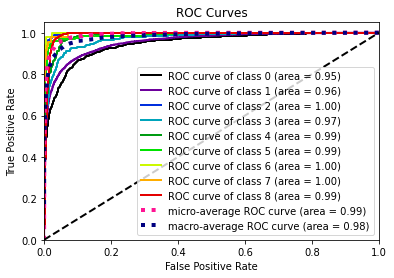 ROC Curves
True Positive Rate
1.0
0.8
0.6
0.4
0.2
0.0
ROC curve of class 0 (area = 0.95)
ROC curve of class 1 (area = 0.96)
ROC curve of class 2 (area = 1.00)
ROC curve of class 3 (area = 0.97)
ROC curve of class 4 (area = 0.99)
ROC curve of class 5 (area = 0.99)
ROC curve of class 6 (area = 1.00)
ROC curve of class 7 (area = 1.00)
ROC curve of class 8 (area = 0.99)
micro-average ROC curve (area = 0.99)
macro-average ROC curve (area = 0.98)
0.0 0.2 0.4 0.6 0.8 1.0
False Positive Rate